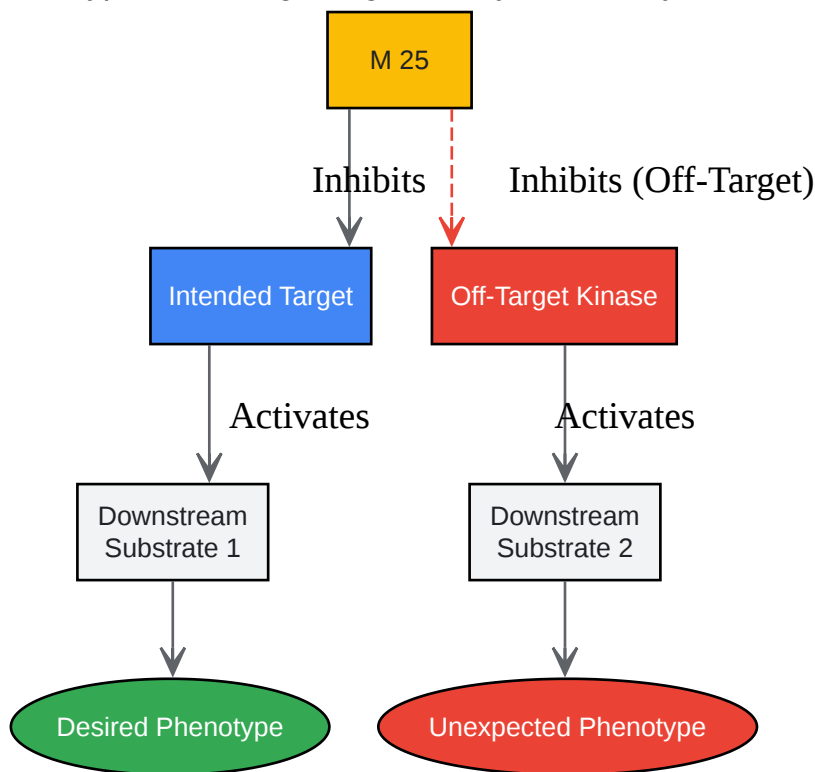 M 25
Inhibits
Inhibits (Off-Target)
Intended Target
Off-Target Kinase
Activates
Activates
Downstream
Substrate 1
Downstream
Substrate 2
Desired Phenotype
Unexpected Phenotype